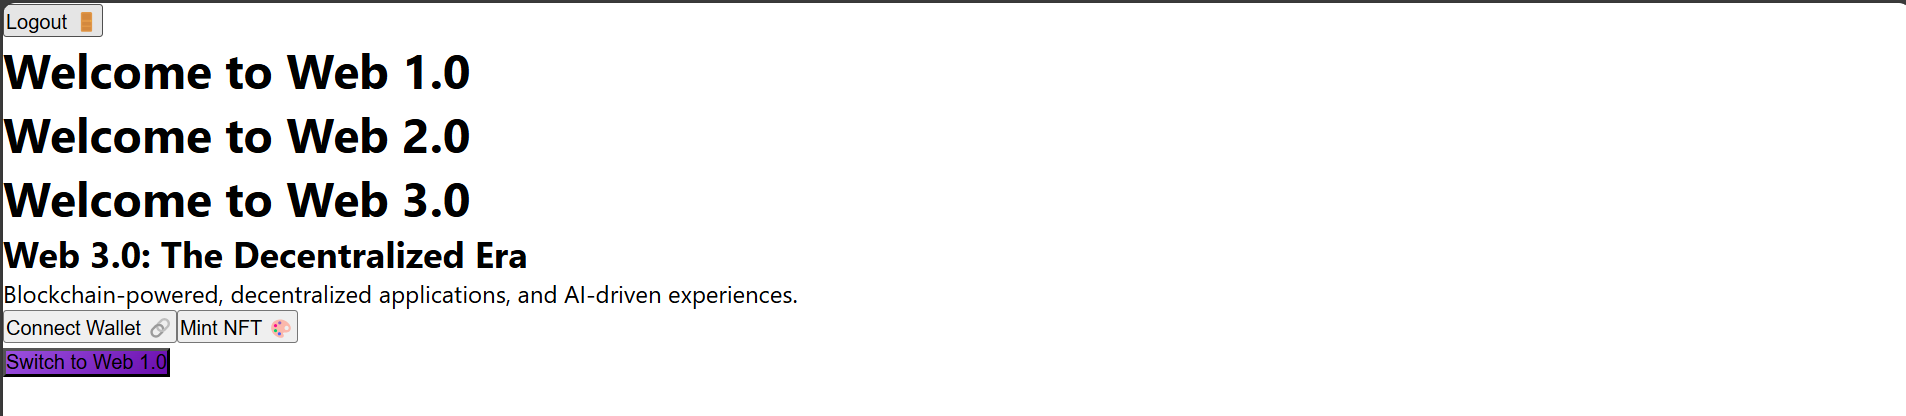 Logout 🚪
Welcome to Web 1.0
Welcome to Web 2.0
Welcome to Web 3.0
Web 3.0: The Decentralized Era
Blockchain-powered, decentralized applications, and AI-driven experiences.
Connect Wallet 🔗 Mint NFT 🎨
Switch to Web 1.0